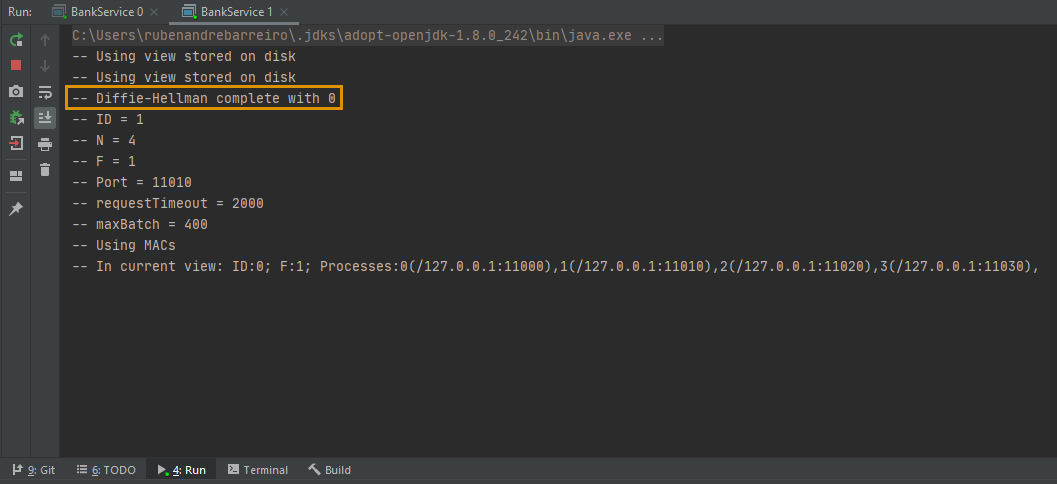 Run: BankService 0 BankService 1
C:\Users\rubenandrebarreiro\.jdks\adopt-openjdk-1.8.0_242\bin\java.exe ...
-- Using view stored on disk
-- Using view stored on disk
-- Diffie-Hellman complete with 0
-- ID = 1
-- N = 4
-- F = 1
-- Port = 11010
-- requestTimeout = 2000
-- maxBatch = 400
-- Using MACs
-- In current view: ID:0; F:1; Processes:0(/127.0.0.1:11000),1(/127.0.0.1:11010),2(/127.0.0.1:11020),3(/127.0.0.1:11030),
9: Git 6: TODO 4: Run Terminal Build